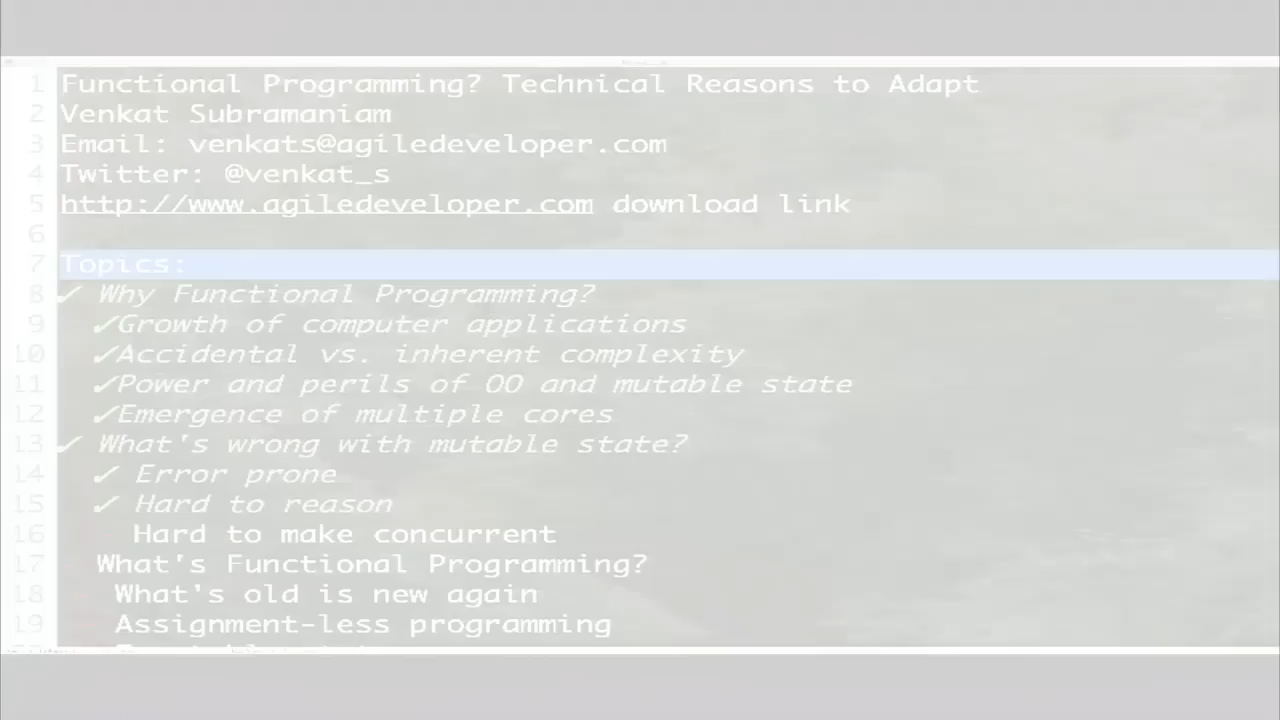 1 Functional Programming? Technical Reasons to Adapt
2 Venkat Subramaniam
3 Email: venkats@agiledeveloper.com
4 Twitter: @venkat_s
5 http://www.agiledeveloper.com download link
6
7 Topics:
8 ✓ Why Functional Programming?
9 ✓Growth of computer applications
10 ✓Accidental vs. inherent complexity
11 ✓Power and perils of OO and mutable state
12 ✓Emergence of multiple cores
13 ✓ What's wrong with mutable state?
14 ✓ Error prone
15 ✓ Hard to reason
16 Hard to make concurrent
17 What's Functional Programming?
18 What's old is new again
19 Assignment-less programming